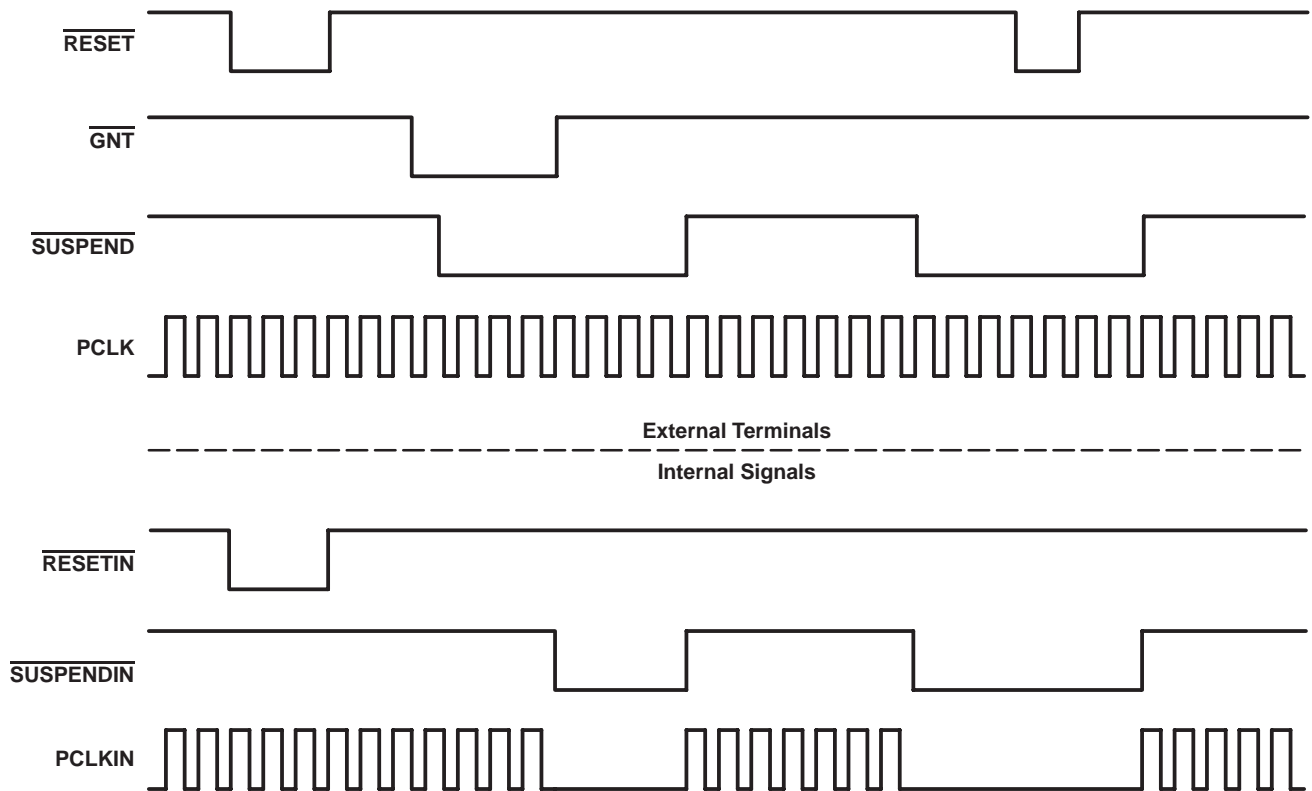 RESET
GNT
SUSPEND
PCLK
External Terminals
Internal Signals
RESETIN
SUSPENDIN
PCLKIN